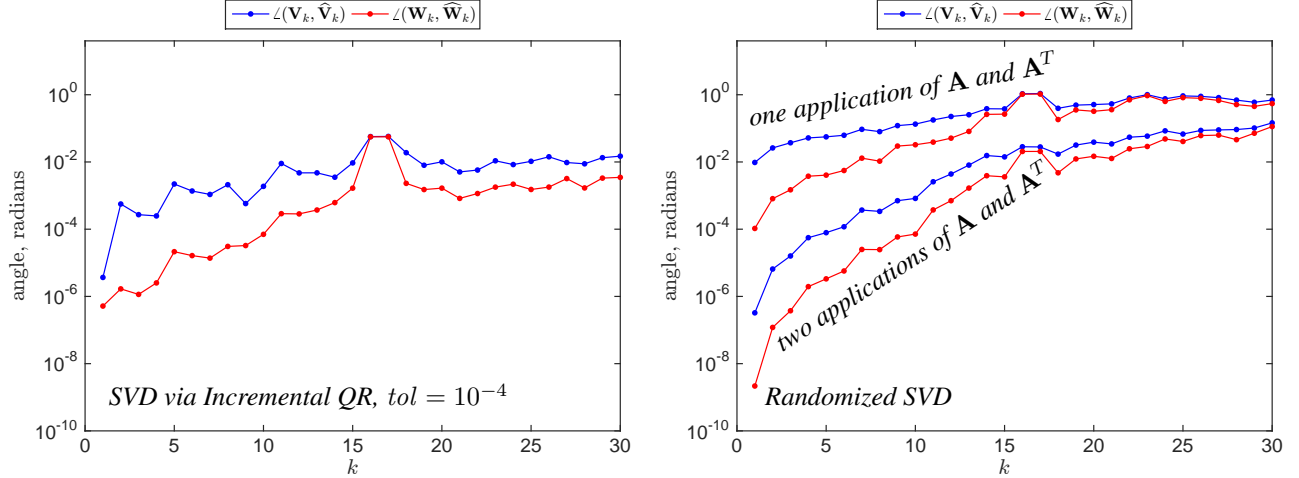 ∠(V_k, V̂_k) ∠(W_k, Ŵ_k)
10^0
10^-2
10^-4
10^-6
10^-8
10^-10
angle, radians
SVD via Incremental QR, tol = 10^-4
0 5 10 15 20 25 30
k
∠(V_k, V̂_k) ∠(W_k, Ŵ_k)
10^0
10^-2
10^-4
10^-6
10^-8
10^-10
angle, radians
one application of A and A^T
two applications of A and A^T
Randomized SVD
0 5 10 15 20 25 30
k